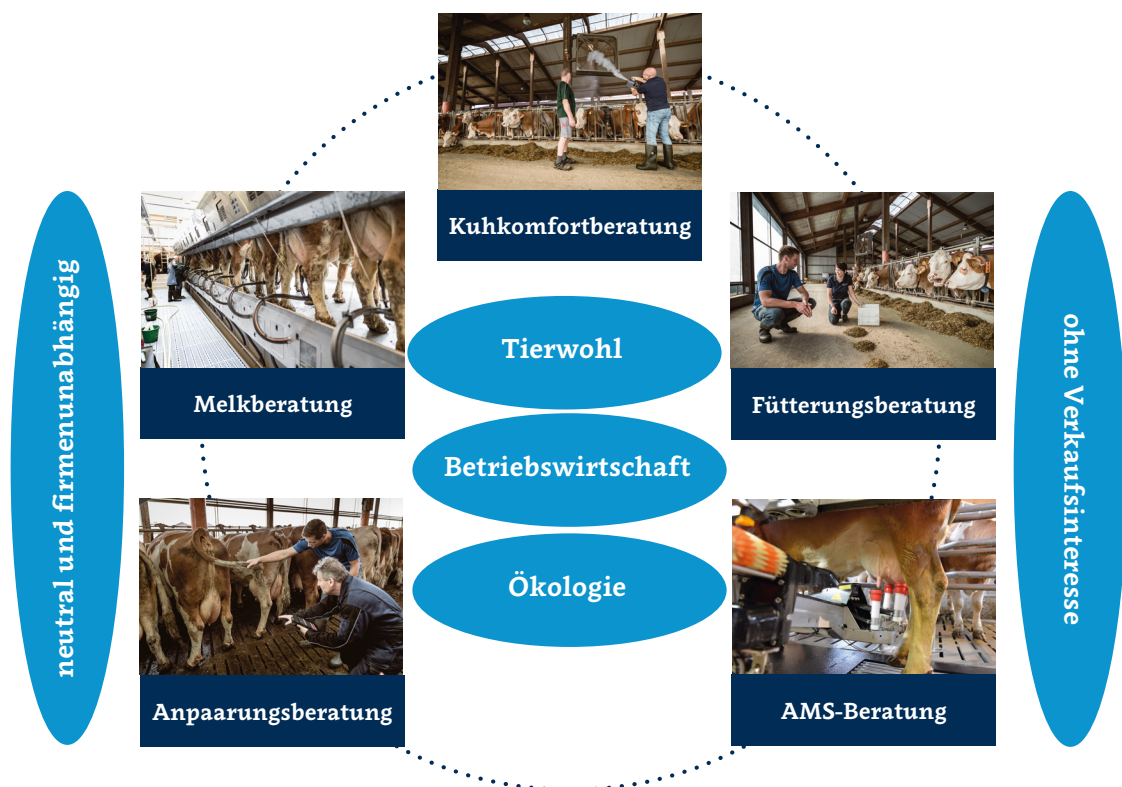 Kuhkomfortberatung
neutral und firmenunabhängig
Melkberatung
Tierwohl
Fütterungsberatung
ohne Verkaufsinteresse
Betriebswirtschaft
Ökologie
Anpaarungsberatung
AMS-Beratung